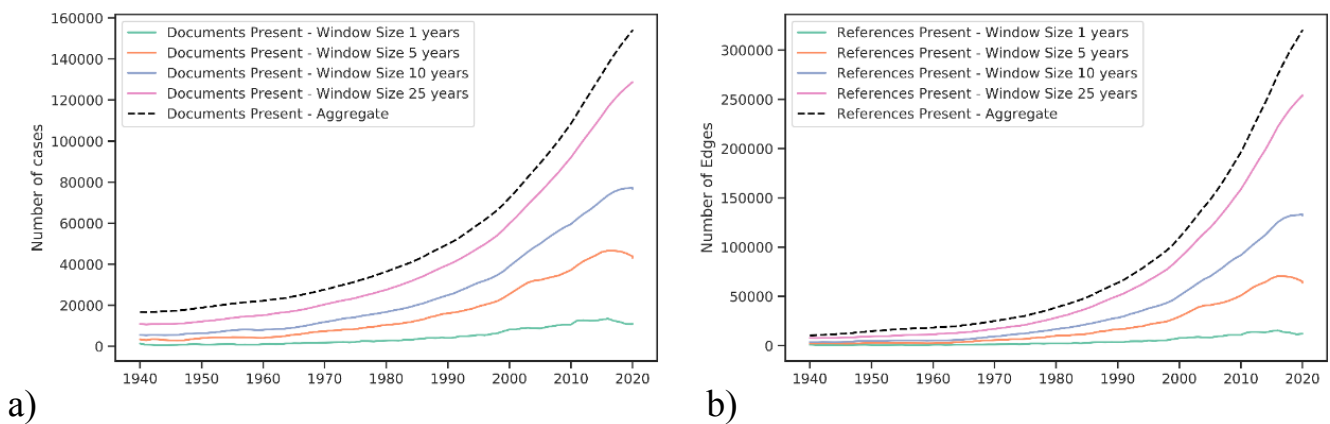 160000
140000
120000
100000
80000
60000
40000
20000
0
Number of cases
Documents Present - Window Size 1 years
Documents Present - Window Size 5 years
Documents Present - Window Size 10 years
Documents Present - Window Size 25 years
Documents Present - Aggregate
1940 1950 1960 1970 1980 1990 2000 2010 2020
a)
300000
250000
200000
150000
100000
50000
0
Number of Edges
References Present - Window Size 1 years
References Present - Window Size 5 years
References Present - Window Size 10 years
References Present - Window Size 25 years
References Present - Aggregate
1940 1950 1960 1970 1980 1990 2000 2010 2020
b)